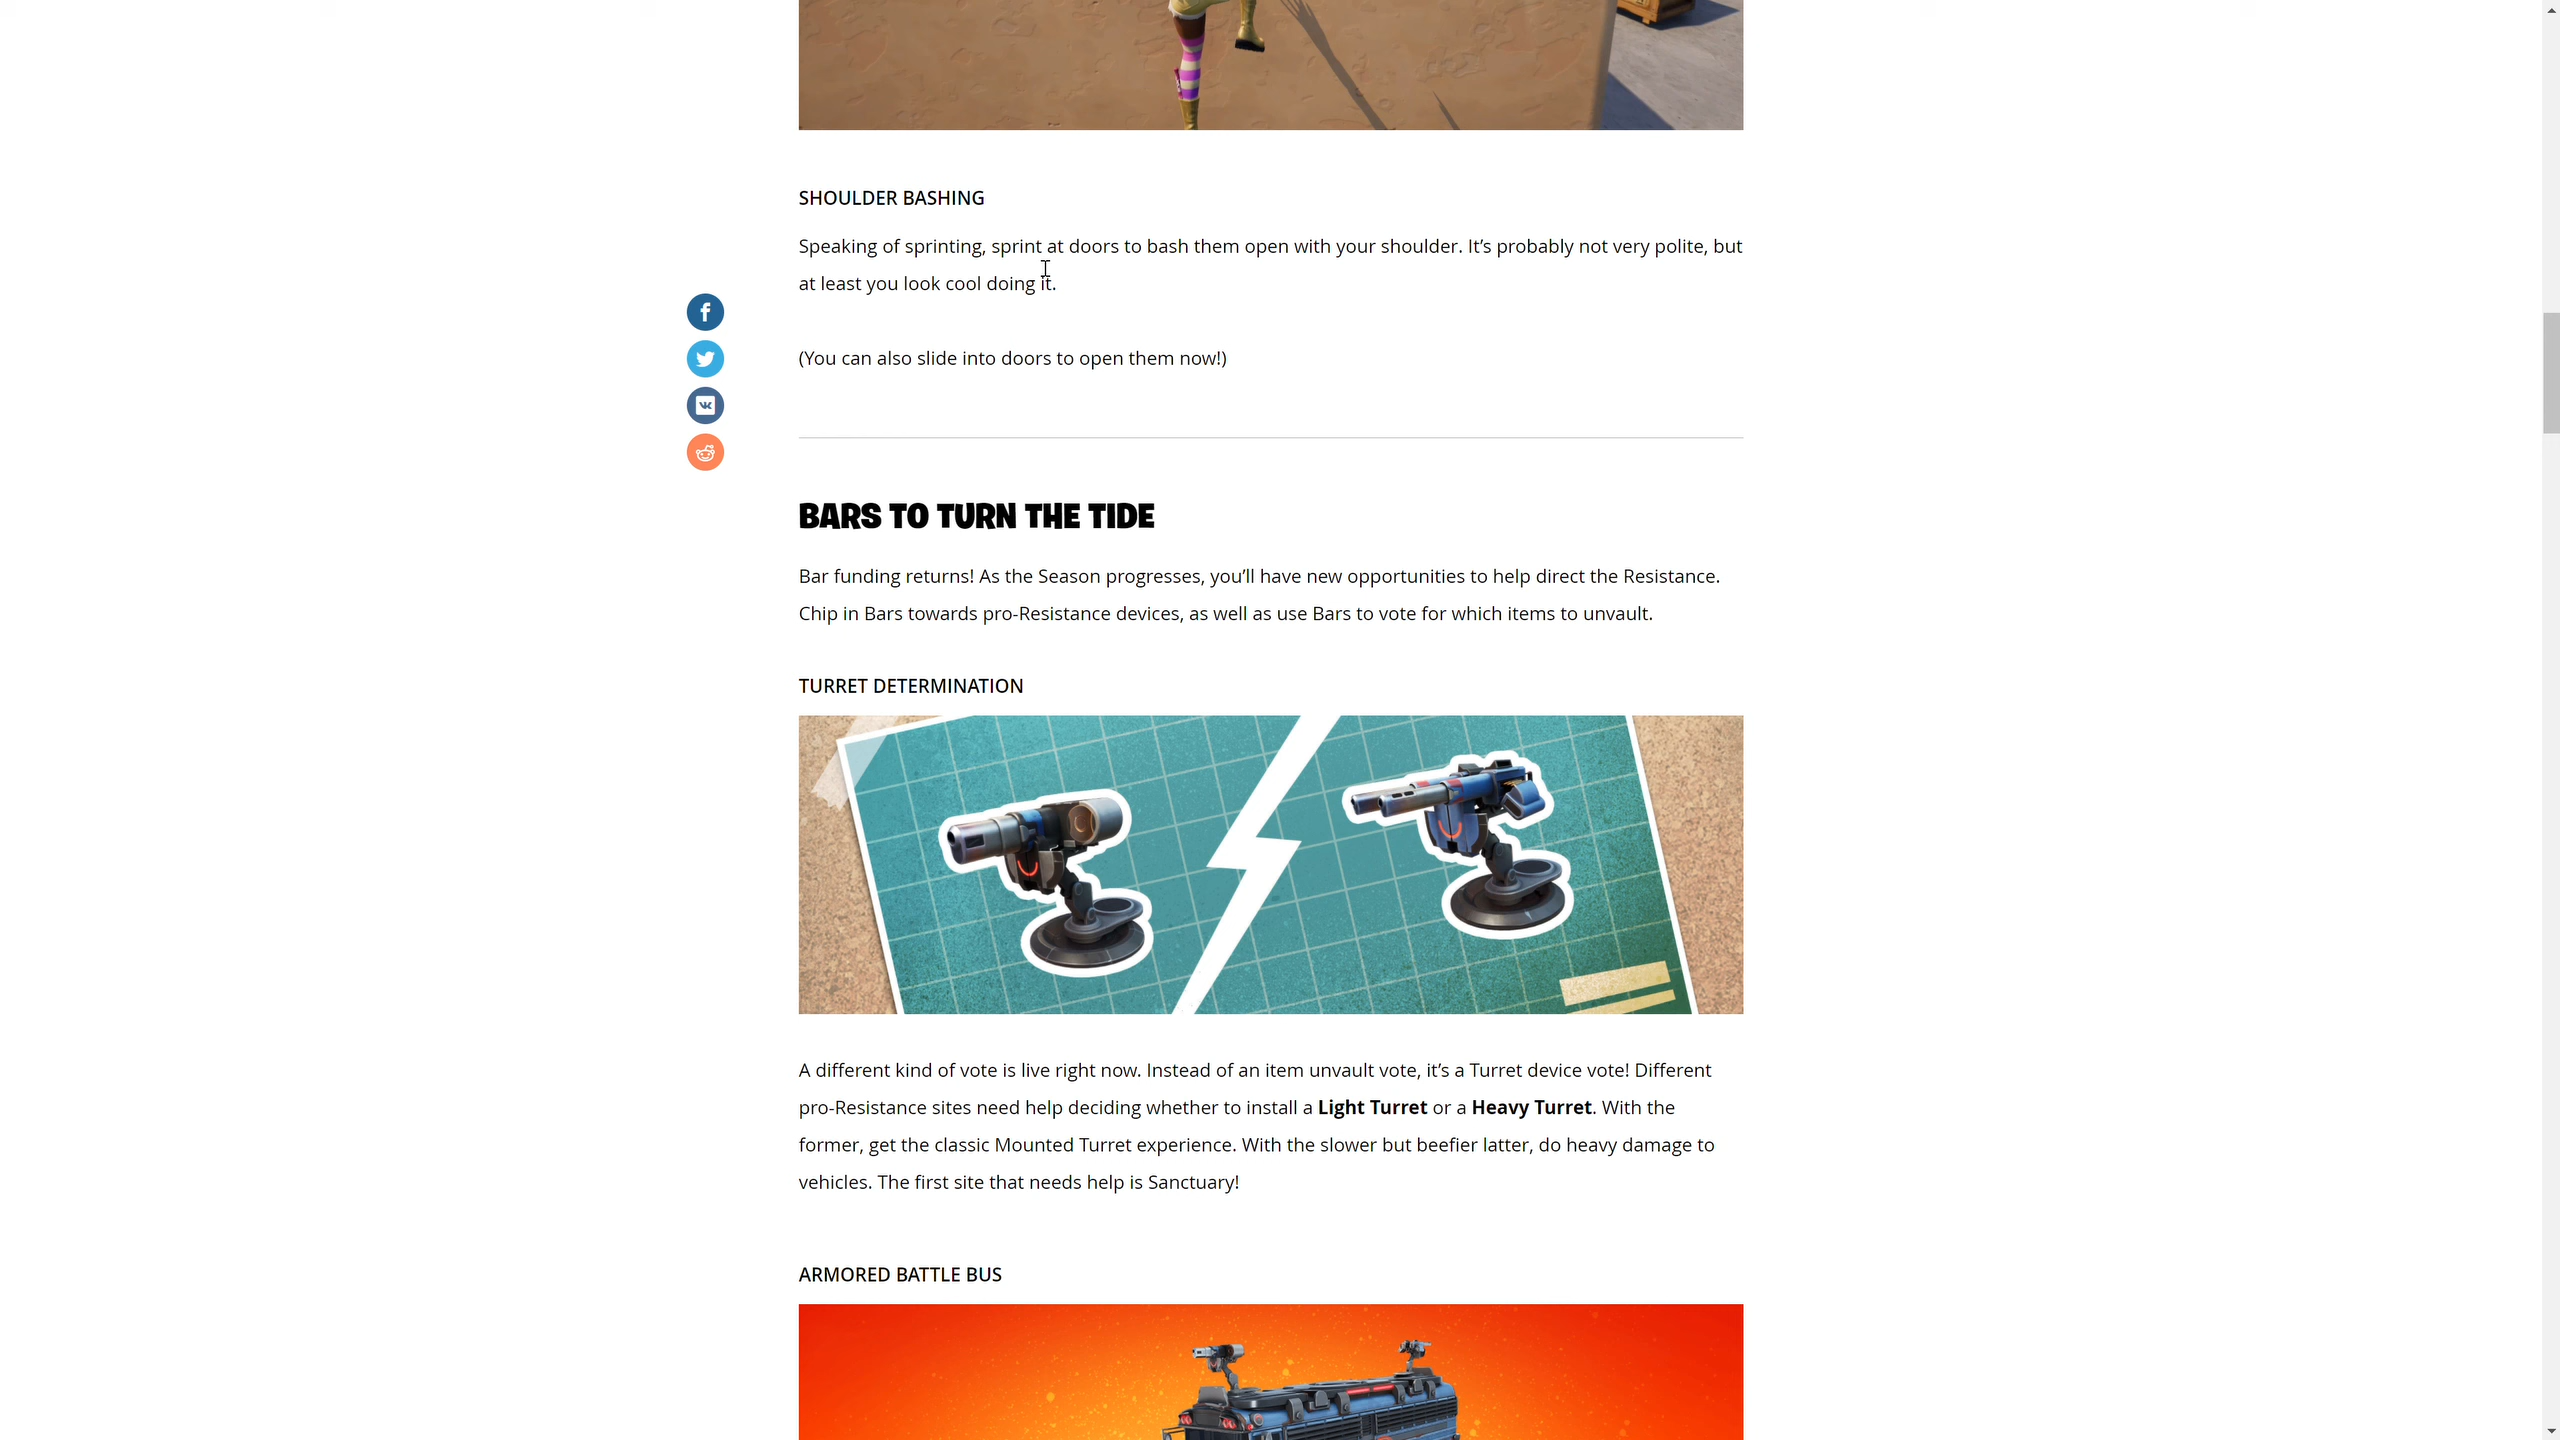 SHOULDER BASHING
Speaking of sprinting, sprint at doors to bash them open with your shoulder. It’s probably not very polite, but
at least you look cool doing it.
(You can also slide into doors to open them now!)
BARS TO TURN THE TIDE
Bar funding returns! As the Season progresses, you’ll have new opportunities to help direct the Resistance.
Chip in Bars towards pro-Resistance devices, as well as use Bars to vote for which items to unvault.
TURRET DETERMINATION
A different kind of vote is live right now. Instead of an item unvault vote, it’s a Turret device vote! Different
pro-Resistance sites need help deciding whether to install a Light Turret or a Heavy Turret. With the
former, get the classic Mounted Turret experience. With the slower but beefier latter, do heavy damage to
vehicles. The first site that needs help is Sanctuary!
ARMORED BATTLE BUS